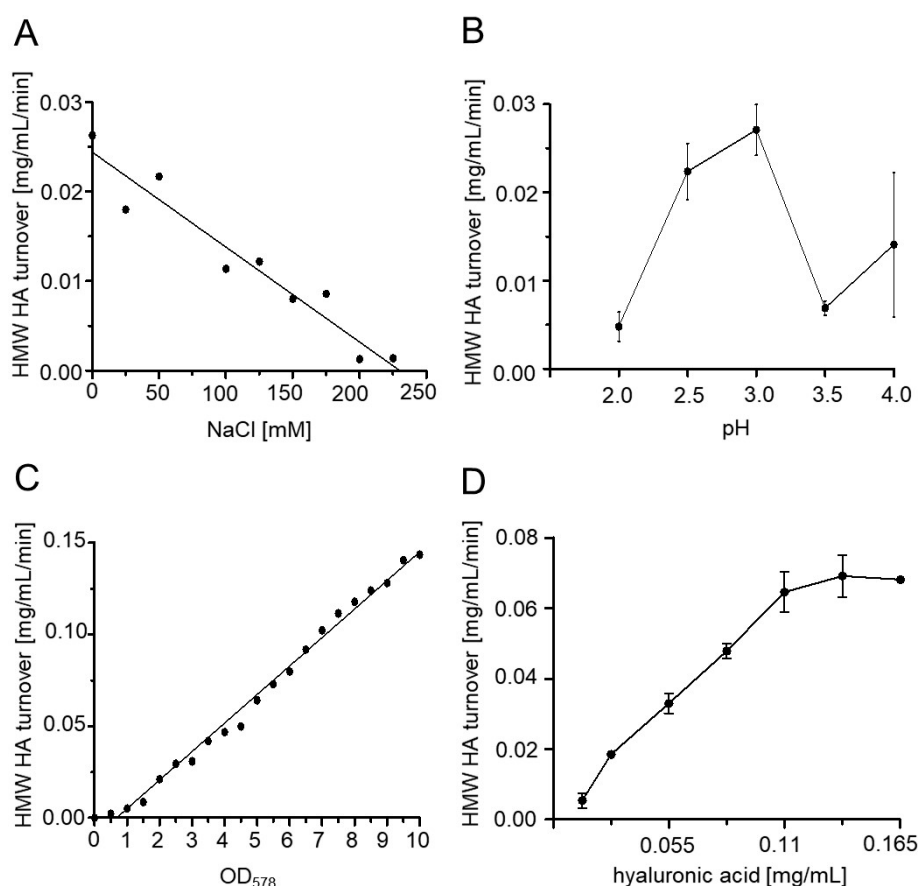 A
HMW HA turnover [mg/mL/min]
0.03
0.02
0.01
0.00
0 50 100 150 200 250
NaCl [mM]
B
HMW HA turnover [mg/mL/min]
0.03
0.02
0.01
0.00
2.0 2.5 3.0 3.5 4.0
pH
C
HMW HA turnover [mg/mL/min]
0.15
0.10
0.05
0.00
0 1 2 3 4 5 6 7 8 9 10
OD578
D
HMW HA turnover [mg/mL/min]
0.08
0.06
0.04
0.02
0.00
0.055 0.11 0.165
hyaluronic acid [mg/mL]